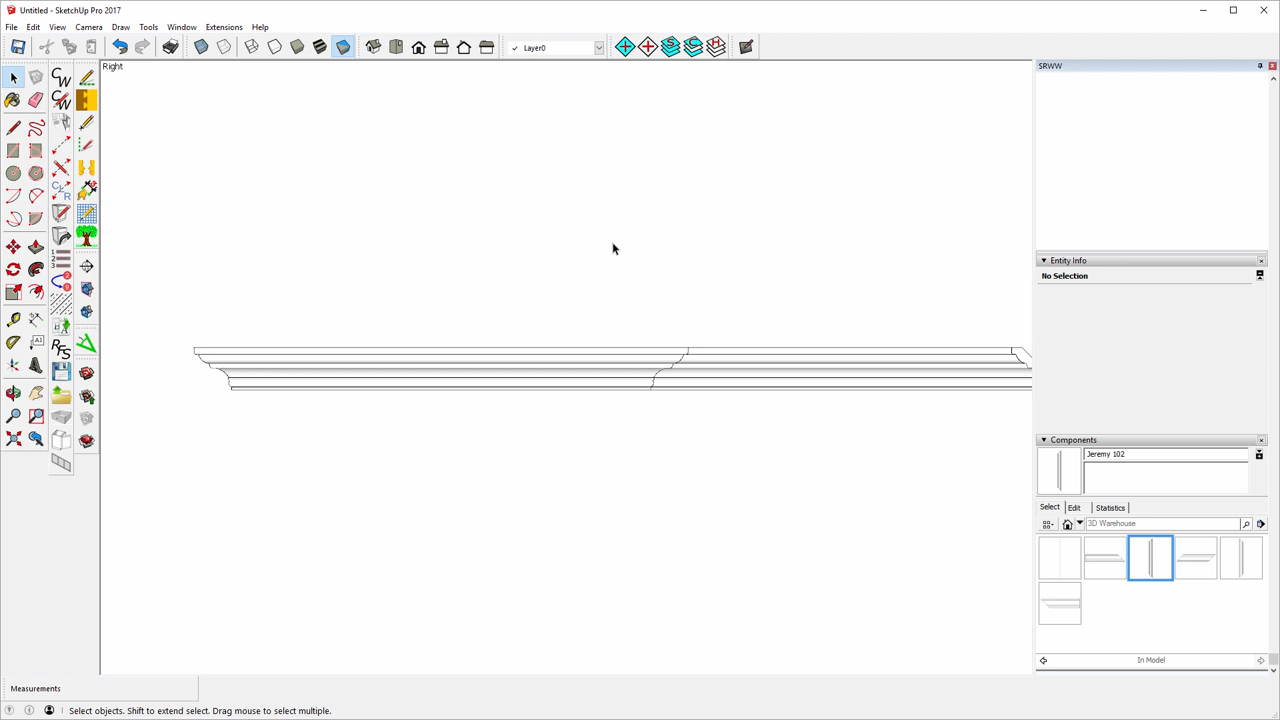 Untitled - SketchUp Pro 2017
File Edit View Camera Draw Tools Window Extensions Help
Layer0
Right
SRWW
Entity Info
No Selection
Components
Jeremy 102
Select Edit Statistics
3D Warehouse
In Model
Measurements
Select objects. Shift to extend select. Drag mouse to select multiple.